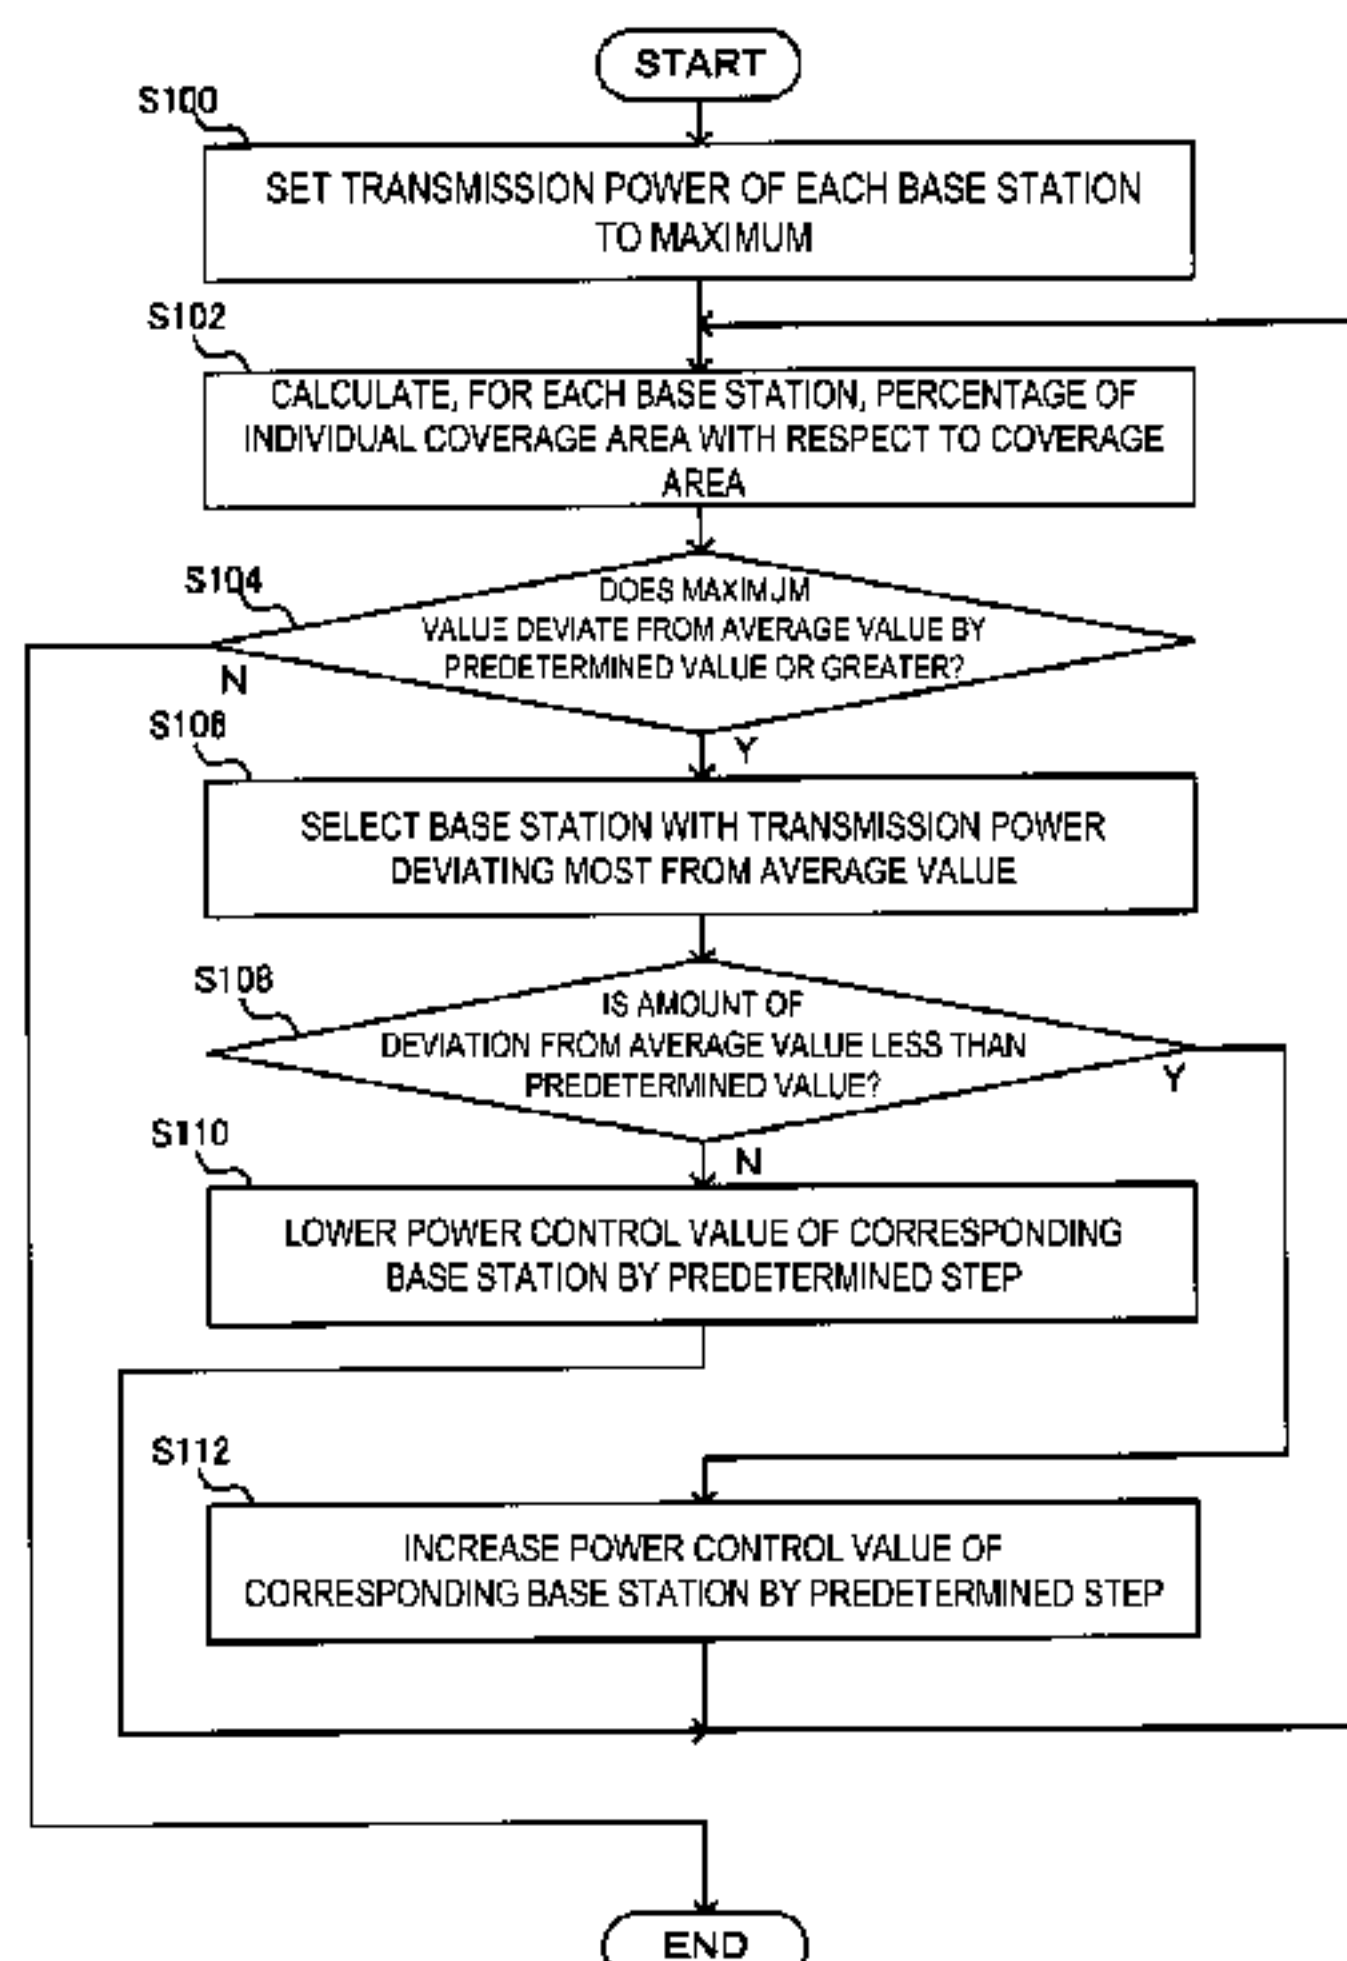 START
S100
SET TRANSMISSION POWER OF EACH BASE STATION
TO MAXIMUM
S102
CALCULATE, FOR EACH BASE STATION, PERCENTAGE OF
INDIVIDUAL COVERAGE AREA WITH RESPECT TO COVERAGE
AREA
S104
DOES MAXIMUM
VALUE DEVIATE FROM AVERAGE VALUE BY
PREDETERMINED VALUE OR GREATER?
N
Y
S106
SELECT BASE STATION WITH TRANSMISSION POWER
DEVIATING MOST FROM AVERAGE VALUE
S108
IS AMOUNT OF
DEVIATION FROM AVERAGE VALUE LESS THAN
PREDETERMINED VALUE?
Y
N
S110
LOWER POWER CONTROL VALUE OF CORRESPONDING
BASE STATION BY PREDETERMINED STEP
S112
INCREASE POWER CONTROL VALUE OF
CORRESPONDING BASE STATION BY PREDETERMINED STEP
END